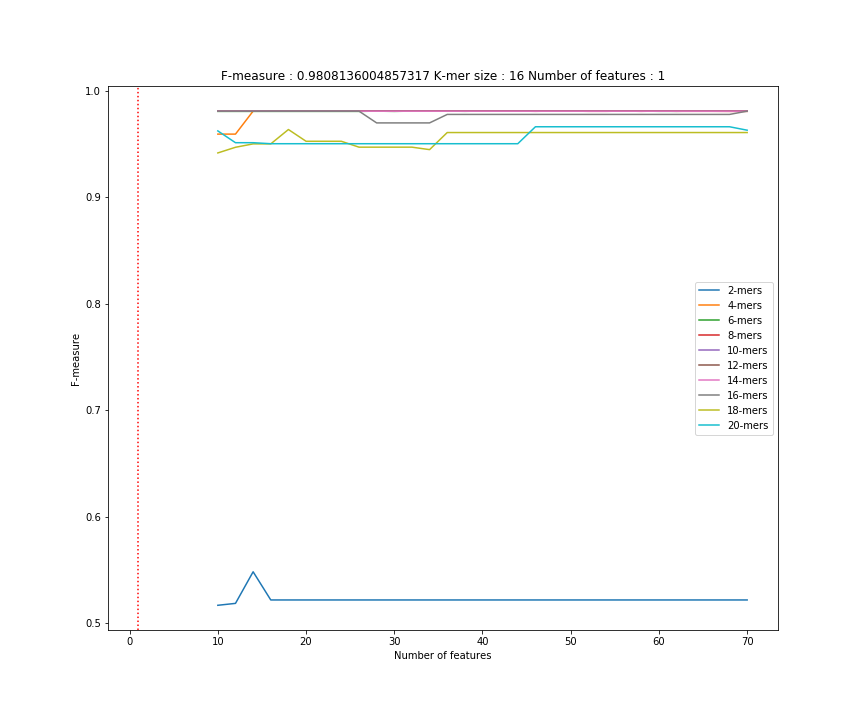 F-measure : 0.9808136004857317 K-mer size : 16 Number of features : 1
1.0
0.9
0.8
0.7
0.6
0.5
F-measure
2-mers
4-mers
6-mers
8-mers
10-mers
12-mers
14-mers
16-mers
18-mers
20-mers
0 10 20 30 40 50 60 70
Number of features